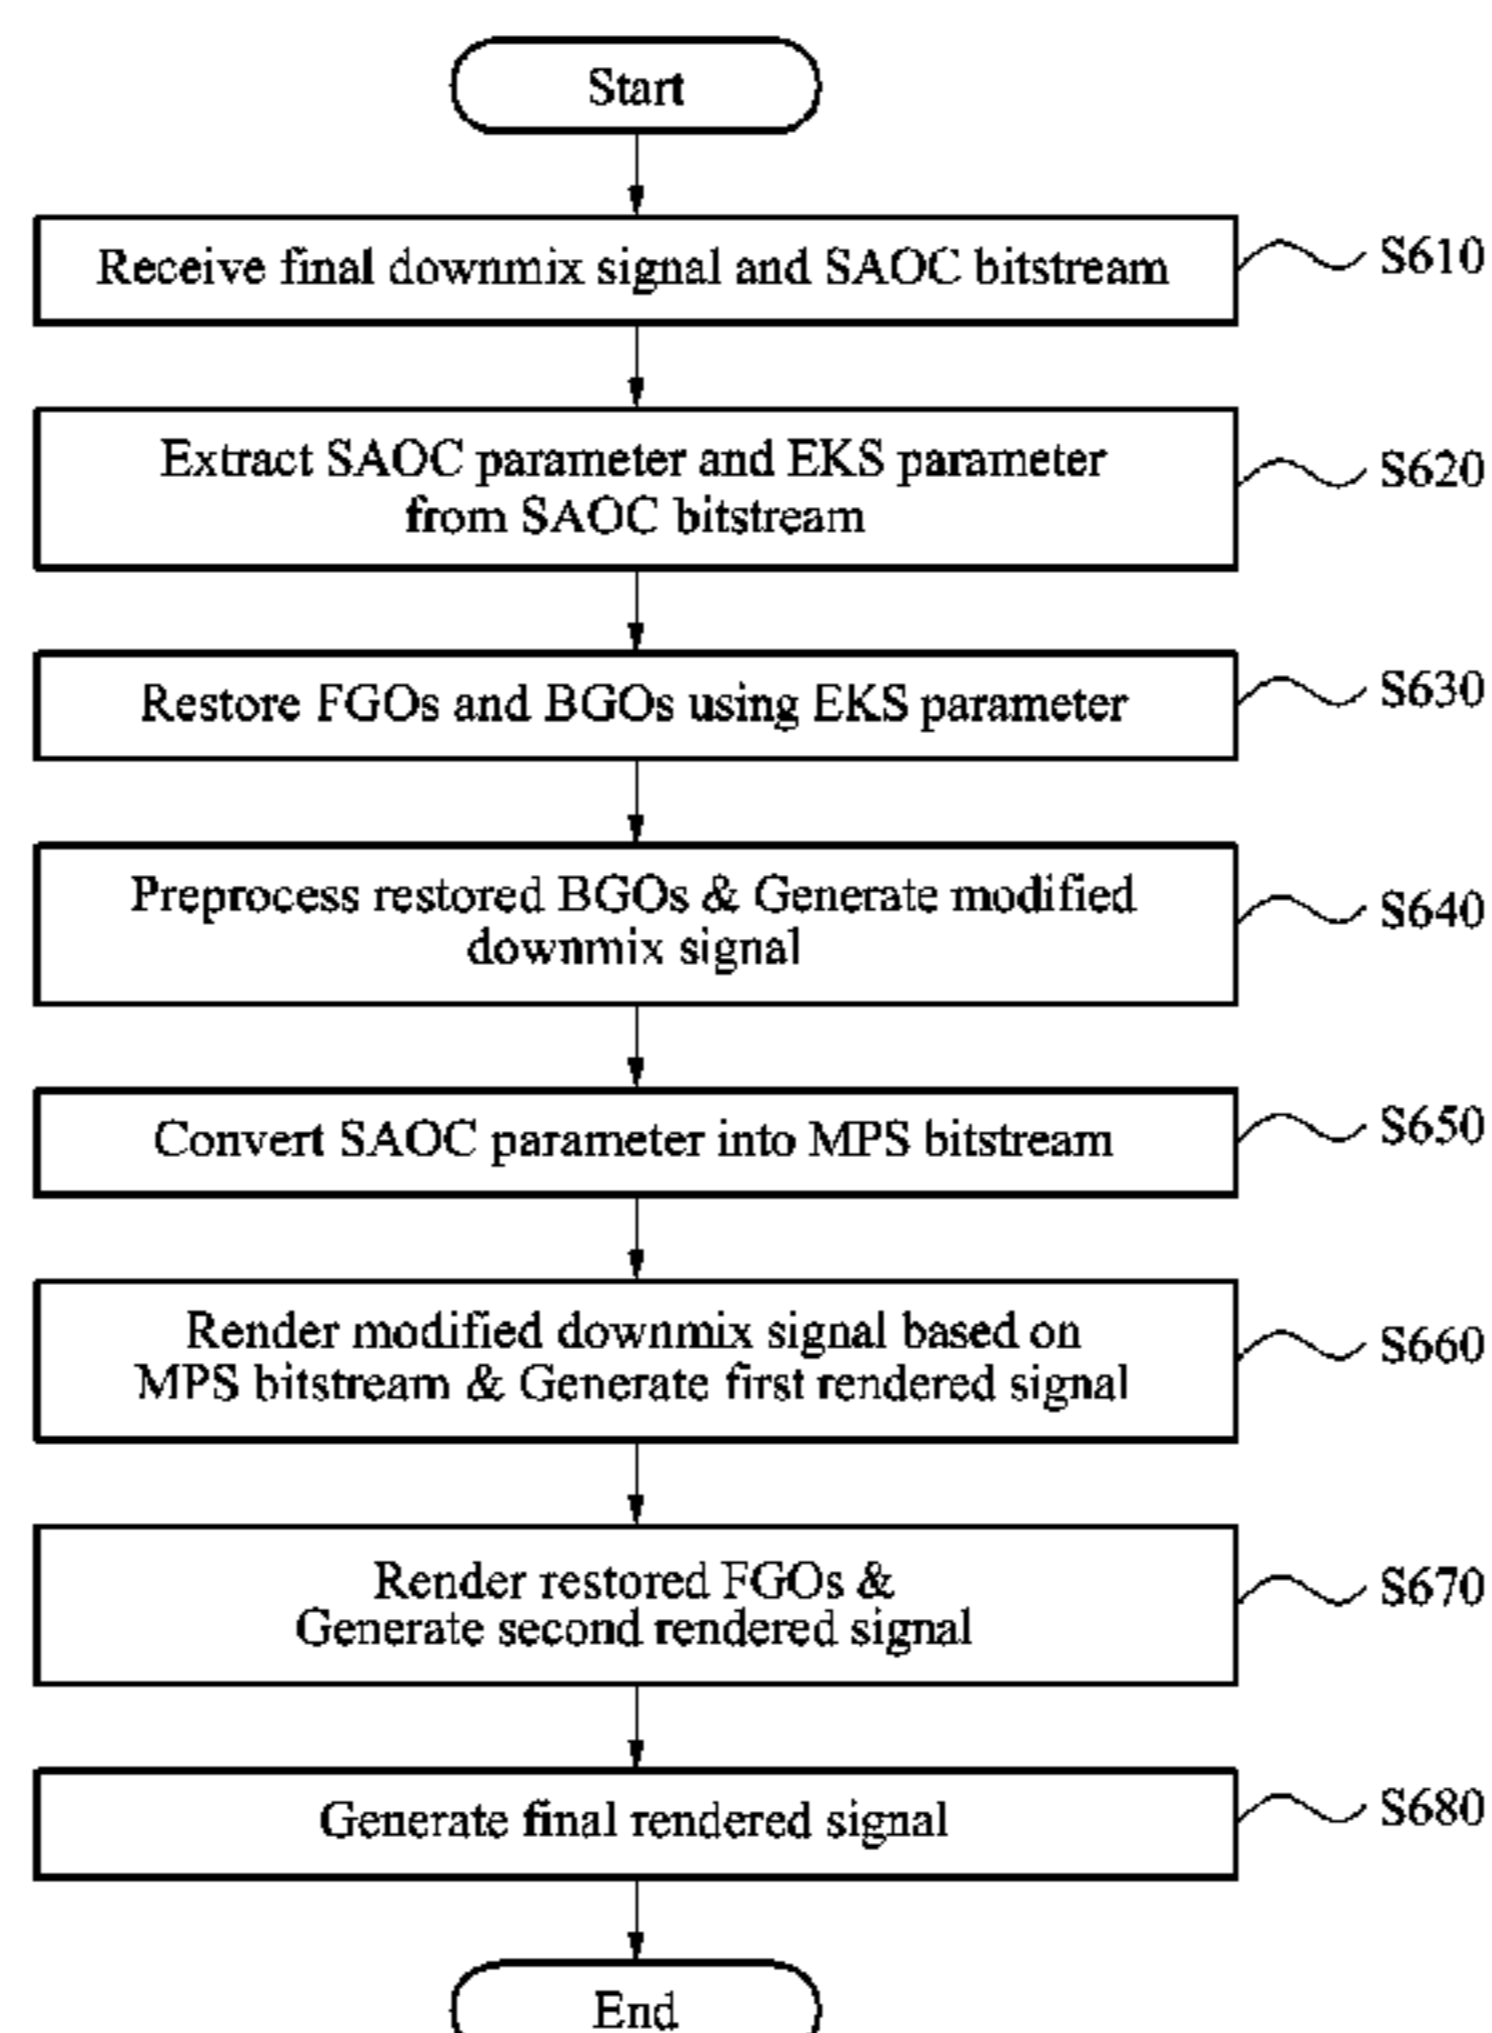 Start
Receive final downmix signal and SAOC bitstream
S610
Extract SAOC parameter and EKS parameter
from SAOC bitstream
S620
Restore FGOs and BGOs using EKS parameter
S630
Preprocess restored BGOs & Generate modified
downmix signal
S640
Convert SAOC parameter into MPS bitstream
S650
Render modified downmix signal based on
MPS bitstream & Generate first rendered signal
S660
Render restored FGOs &
Generate second rendered signal
S670
Generate final rendered signal
S680
End